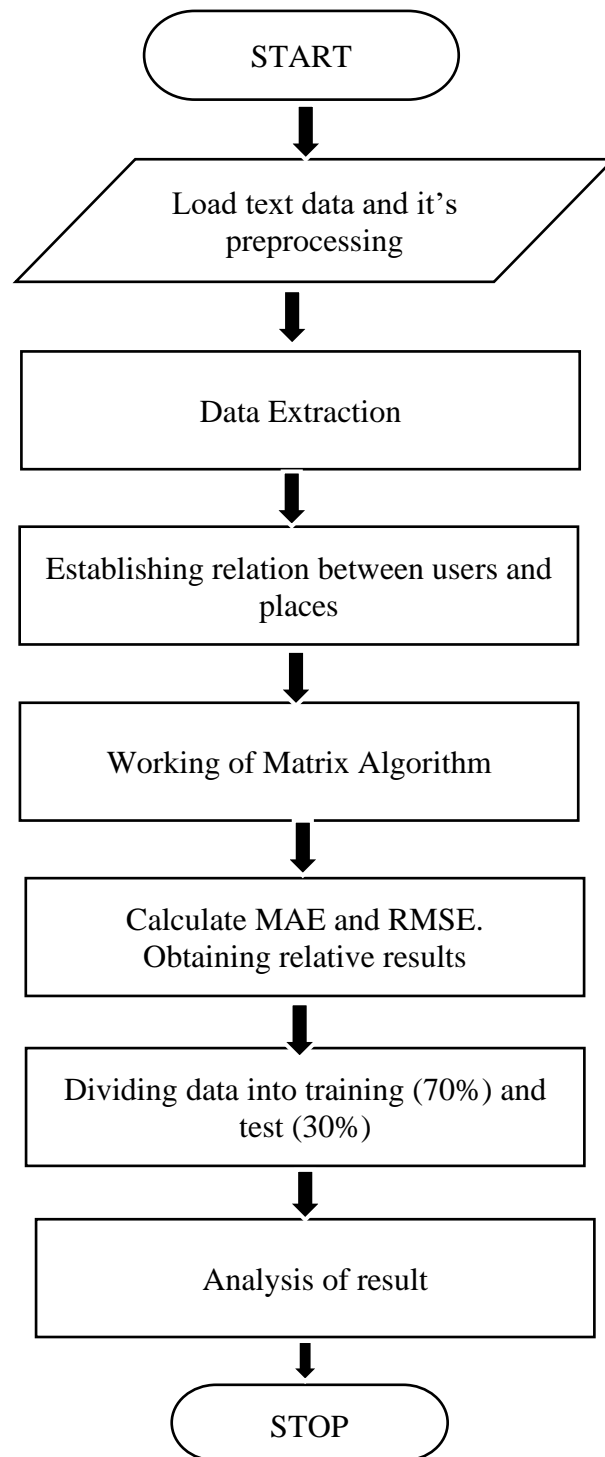 START
Load text data and it’s
preprocessing
Data Extraction
Establishing relation between users and
places
Working of Matrix Algorithm
Calculate MAE and RMSE.
Obtaining relative results
Dividing data into training (70%) and
test (30%)
Analysis of result
STOP